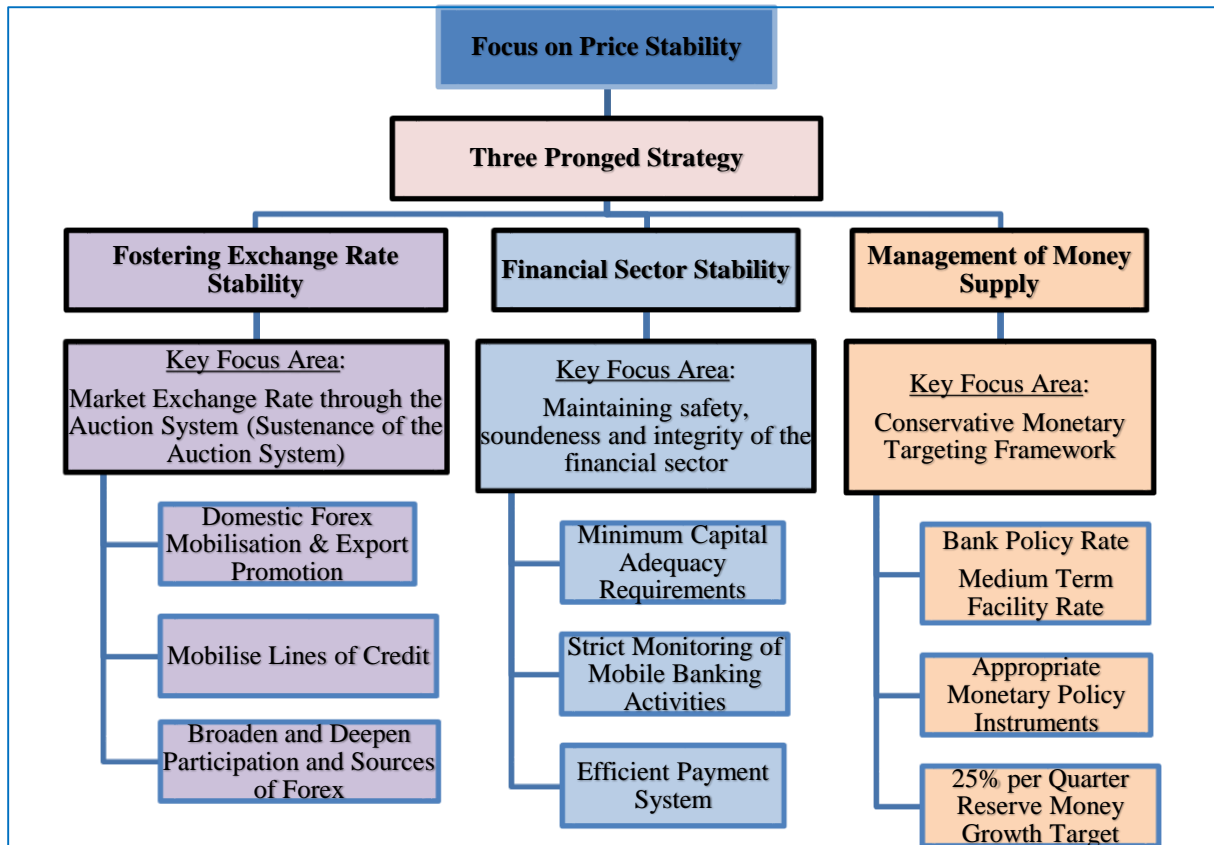 Focus on Price Stability
Three Pronged Strategy
Fostering Exchange Rate
Stability
Key Focus Area:
Market Exchange Rate through the
Auction System (Sustenance of the
Auction System)
Domestic Forex
Mobilisation & Export
Promotion
Mobilise Lines of Credit
Broaden and Deepen
Participation and Sources
of Forex
Financial Sector Stability
Key Focus Area:
Maintaining safety,
soundeness and integrity of the
financial sector
Minimum Capital
Adequacy
Requirements
Strict Monitoring of
Mobile Banking
Activities
Efficient Payment
System
Management of Money
Supply
Key Focus Area:
Conservative Monetary
Targeting Framework
Bank Policy Rate
Medium Term
Facility Rate
Appropriate
Monetary Policy
Instruments
25% per Quarter
Reserve Money
Growth Target